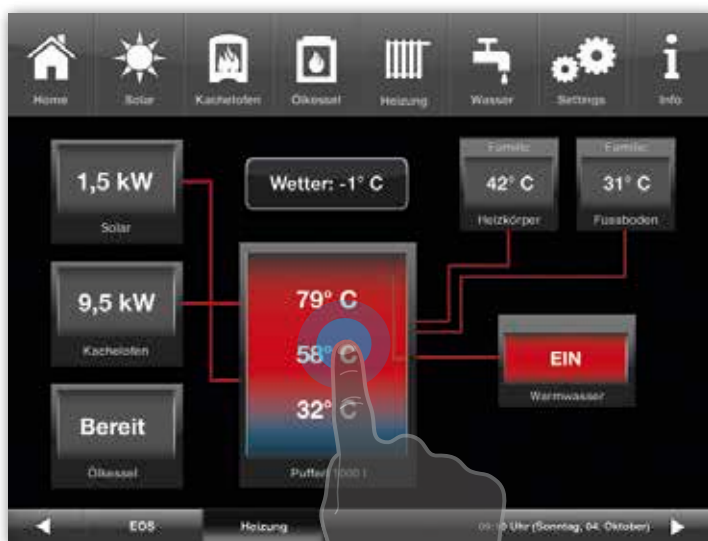 Home Solar Kachelofen Ölkessel Heizung Wasser Settings Info
1,5 kW
Solar
Wetter: -1° C
Familie
42° C
Heizkörper
Familie
31° C
Fussboden
9,5 kW
Kachelofen
79° C
58° C
32° C
EIN
Warmwasser
Bereit
Ölkessel
1000 l
EOS Heizung Uhr (Sonntag, 04. Oktober)